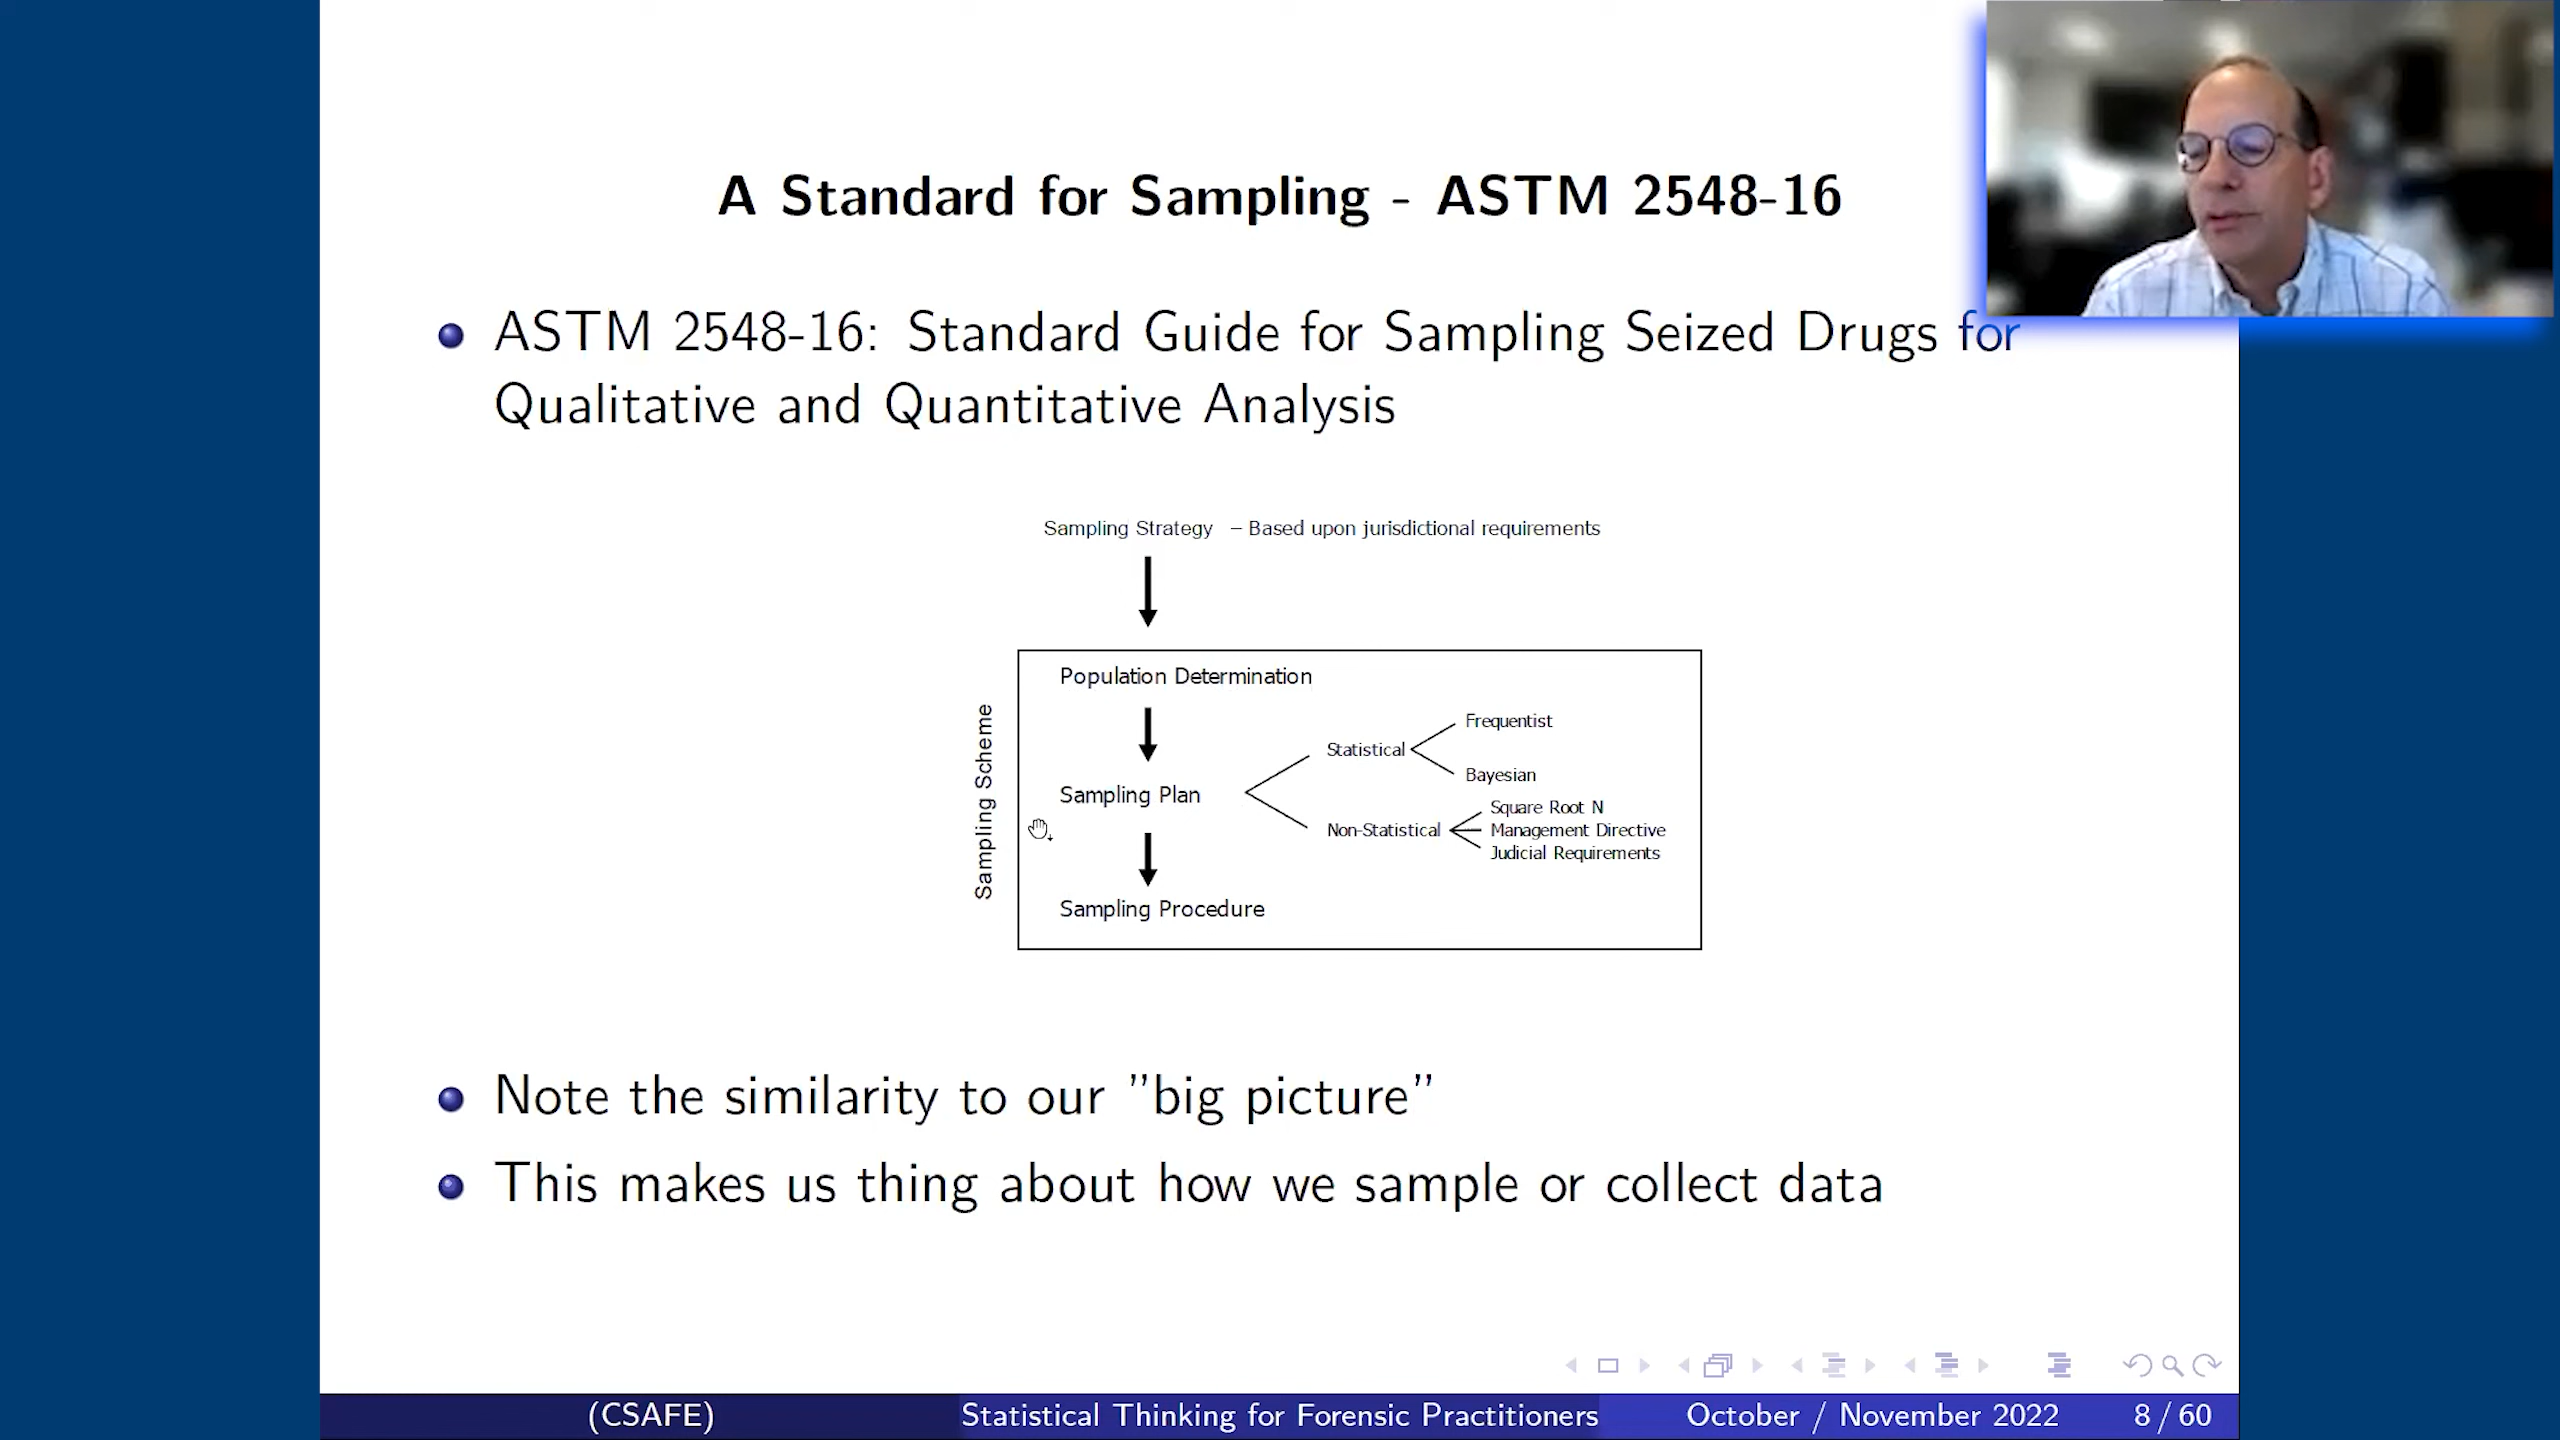 A Standard for Sampling - ASTM 2548-16
ASTM 2548-16: Standard Guide for Sampling Seized Drugs for
Qualitative and Quantitative Analysis
Sampling Strategy – Based upon jurisdictional requirements
Sampling Scheme
Population Determination
Sampling Plan
Statistical
Frequentist
Bayesian
Non-Statistical
Square Root N
Management Directive
Judicial Requirements
Sampling Procedure
Note the similarity to our ”big picture”
This makes us thing about how we sample or collect data
(CSAFE)
Statistical Thinking for Forensic Practitioners
October / November 2022
8 / 60